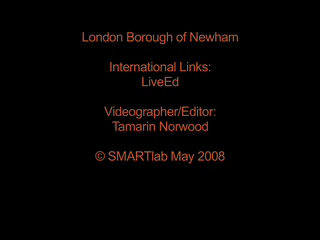 London Borough of Newham
International Links:
LiveEd
Videographer/Editor:
Tamarin Norwood
© SMARTlab May 2008